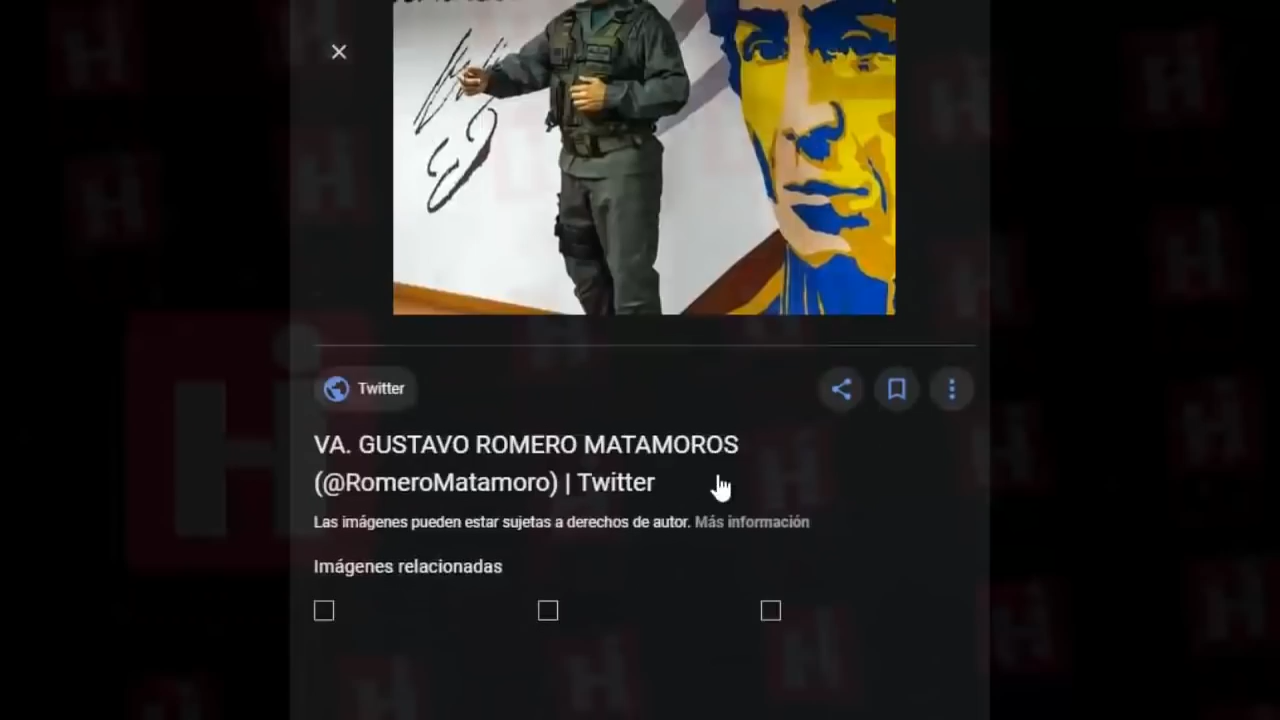 Twitter
VA. GUSTAVO ROMERO MATAMOROS
(@RomeroMatamoro) | Twitter
Las imágenes pueden estar sujetas a derechos de autor. Más información
Imágenes relacionadas